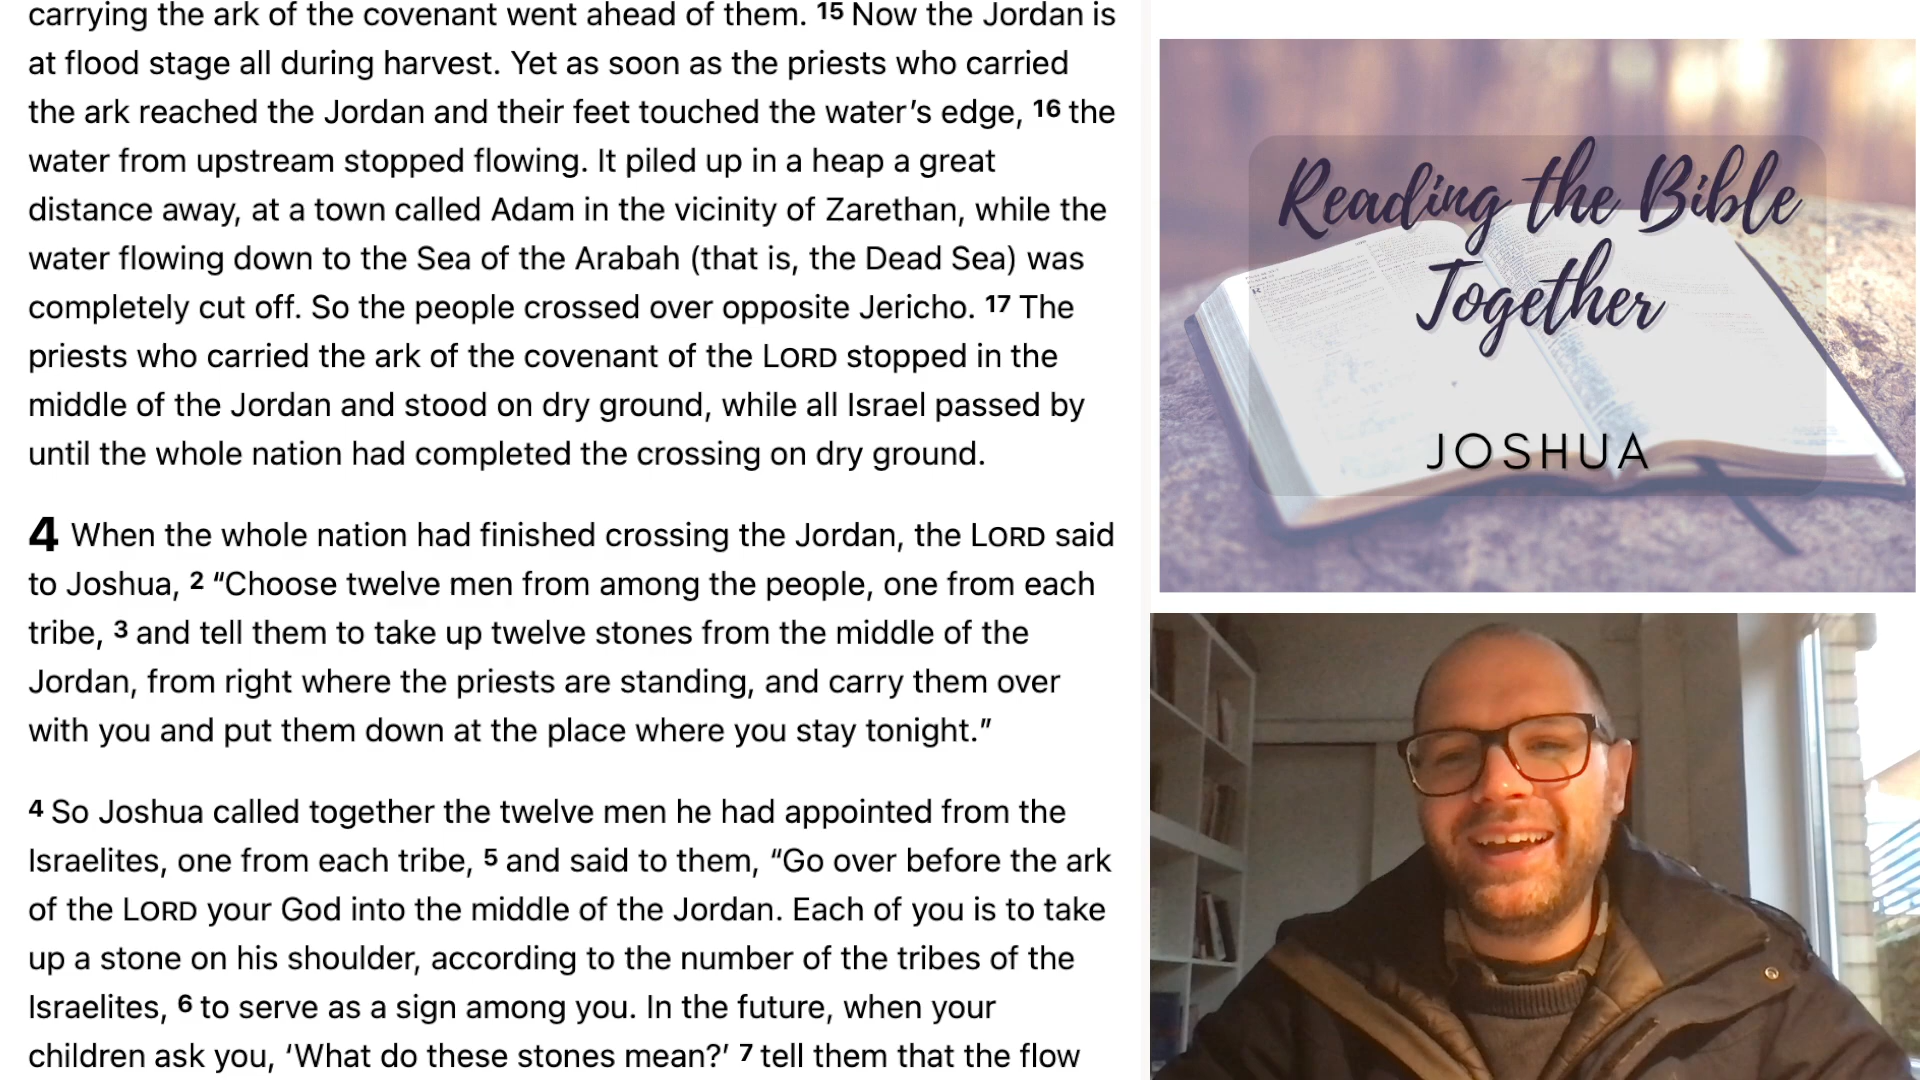 carrying the ark of the covenant went ahead of them. 15 Now the Jordan is
at flood stage all during harvest. Yet as soon as the priests who carried
the ark reached the Jordan and their feet touched the water’s edge, 16 the
water from upstream stopped flowing. It piled up in a heap a great
distance away, at a town called Adam in the vicinity of Zarethan, while the
water flowing down to the Sea of the Arabah (that is, the Dead Sea) was
completely cut off. So the people crossed over opposite Jericho. 17 The
priests who carried the ark of the covenant of the LORD stopped in the
middle of the Jordan and stood on dry ground, while all Israel passed by
until the whole nation had completed the crossing on dry ground.
4 When the whole nation had finished crossing the Jordan, the LORD said
to Joshua, 2 “Choose twelve men from among the people, one from each
tribe, 3 and tell them to take up twelve stones from the middle of the
Jordan, from right where the priests are standing, and carry them over
with you and put them down at the place where you stay tonight.”
4 So Joshua called together the twelve men he had appointed from the
Israelites, one from each tribe, 5 and said to them, “Go over before the ark
of the LORD your God into the middle of the Jordan. Each of you is to take
up a stone on his shoulder, according to the number of the tribes of the
Israelites, 6 to serve as a sign among you. In the future, when your
children ask you, ‘What do these stones mean?’ 7 tell them that the flow
Reading the Bible
Together
JOSHUA